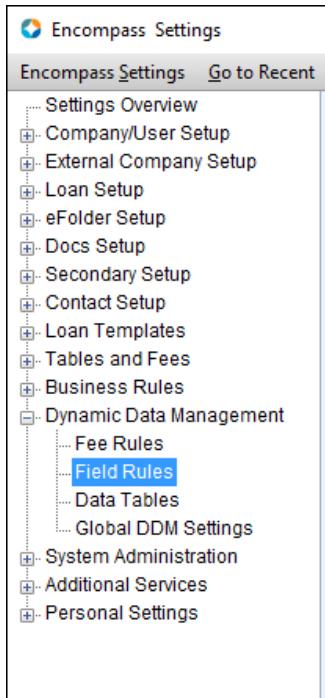 Encompass Settings
Encompass Settings Go to Recent
Settings Overview
Company/User Setup
External Company Setup
Loan Setup
eFolder Setup
Docs Setup
Secondary Setup
Contact Setup
Loan Templates
Tables and Fees
Business Rules
Dynamic Data Management
Fee Rules
Field Rules
Data Tables
Global DDM Settings
System Administration
Additional Services
Personal Settings